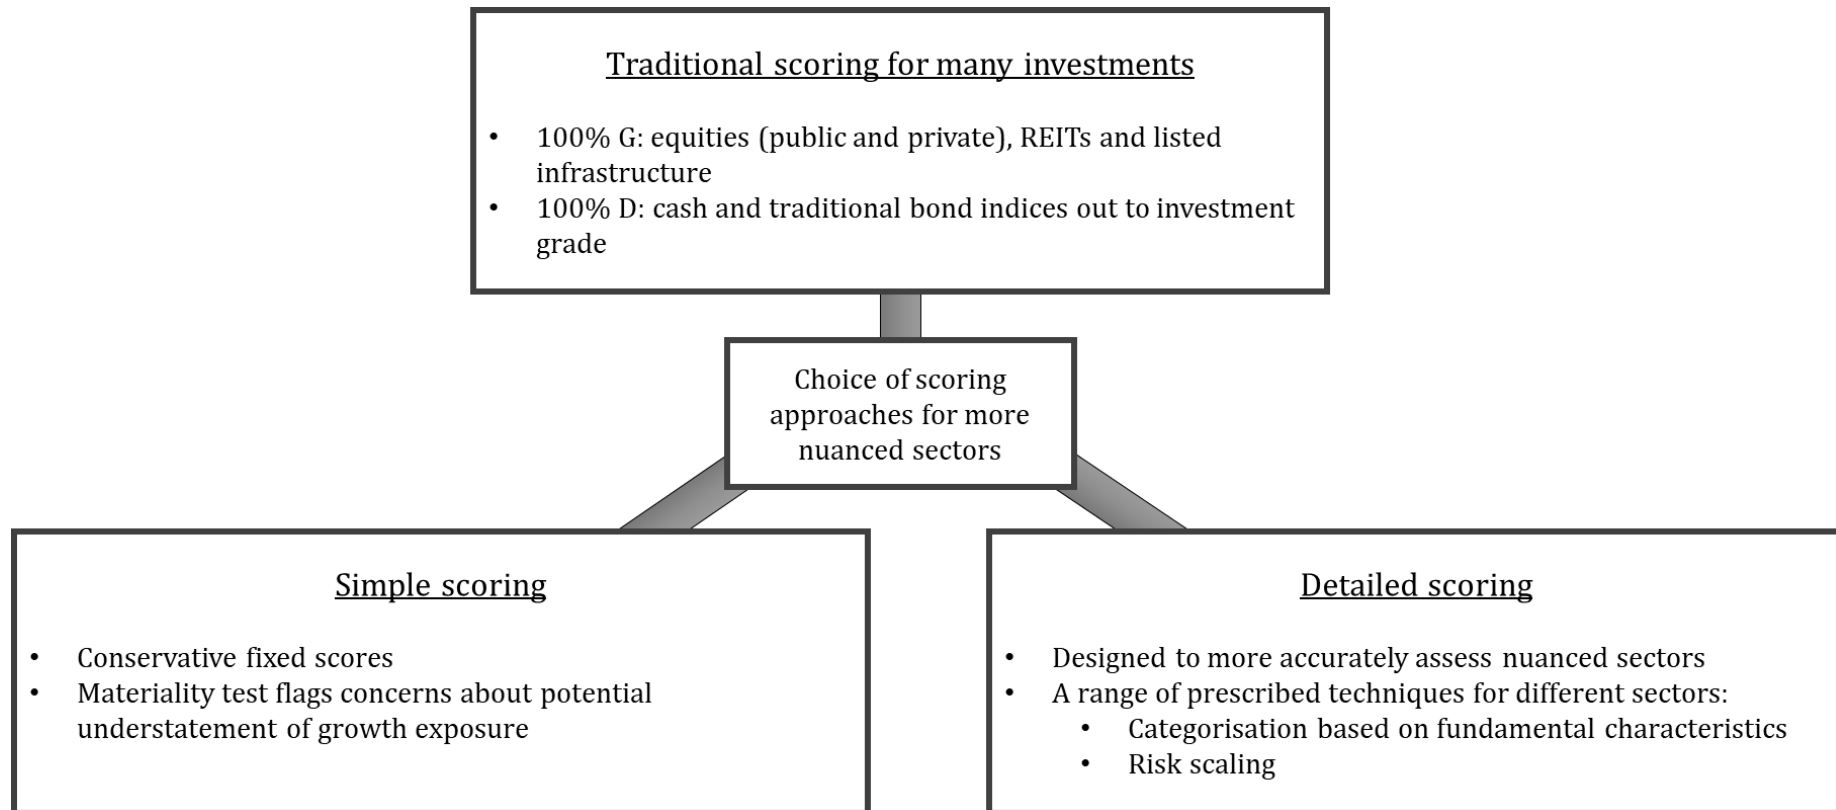 Traditional scoring for many investments
• 100% G: equities (public and private), REITs and listed
infrastructure
• 100% D: cash and traditional bond indices out to investment
grade
Choice of scoring
approaches for more
nuanced sectors
Simple scoring
• Conservative fixed scores
• Materiality test flags concerns about potential
understatement of growth exposure
Detailed scoring
• Designed to more accurately assess nuanced sectors
• A range of prescribed techniques for different sectors:
• Categorisation based on fundamental characteristics
• Risk scaling